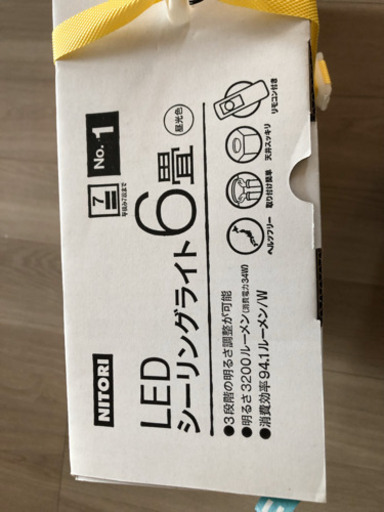 NITORI
No. 1
7
LED
シーリングライト6畳
昼光色
●3段階の明るさ調整が可能
●明るさ3200ルーメン(消費電力34W)
●消費効率94.1ルーメン/W
ヘルツフリー
取り付け簡単
天井スッキリ
リモコン付き